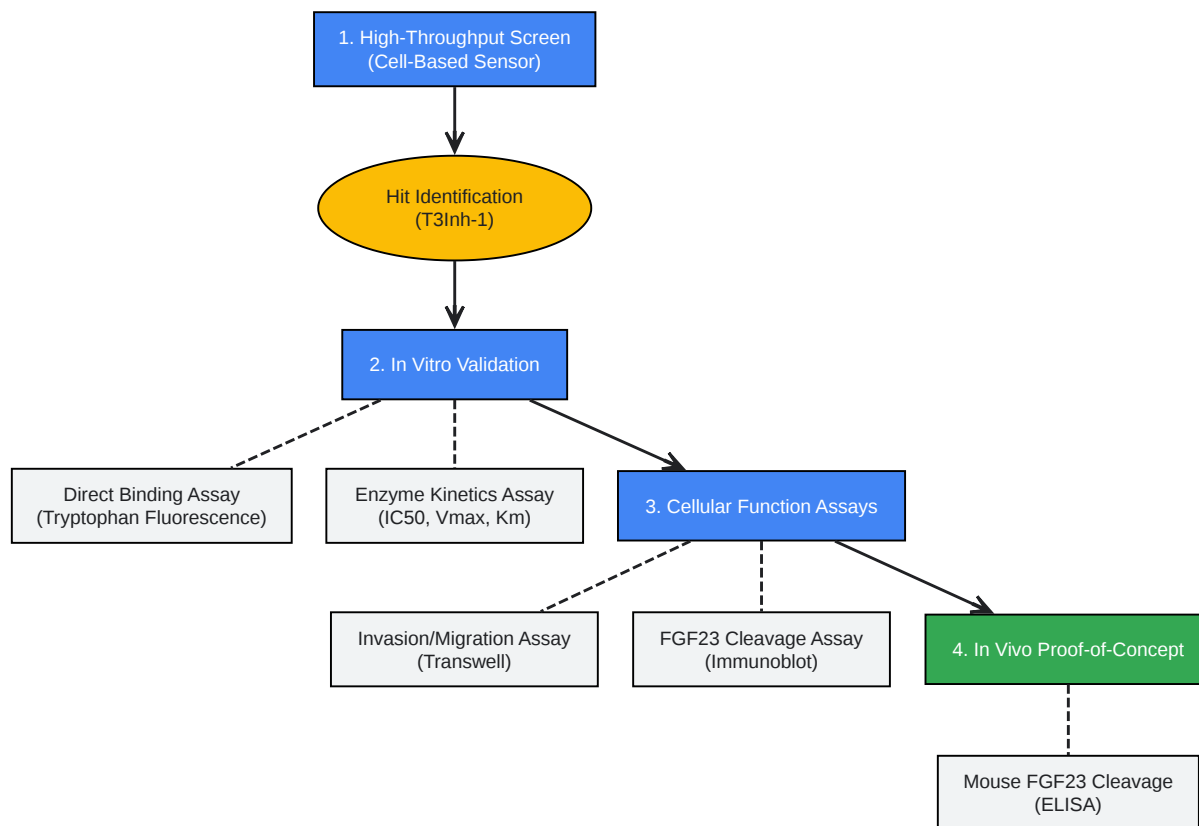 1. High-Throughput Screen
(Cell-Based Sensor)
Hit Identification
(T3Inh-1)
2. In Vitro Validation
Direct Binding Assay
(Tryptophan Fluorescence)
Enzyme Kinetics Assay
(IC50, Vmax, Km)
3. Cellular Function Assays
Invasion/Migration Assay
(Transwell)
FGF23 Cleavage Assay
(Immunoblot)
4. In Vivo Proof-of-Concept
Mouse FGF23 Cleavage
(ELISA)